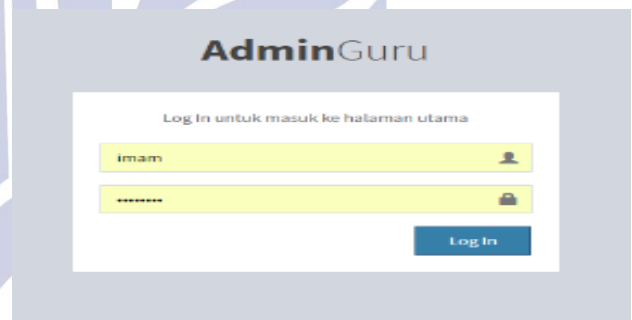 AdminGuru
Log In untuk masuk ke halaman utama
imam
••••••••
Log In